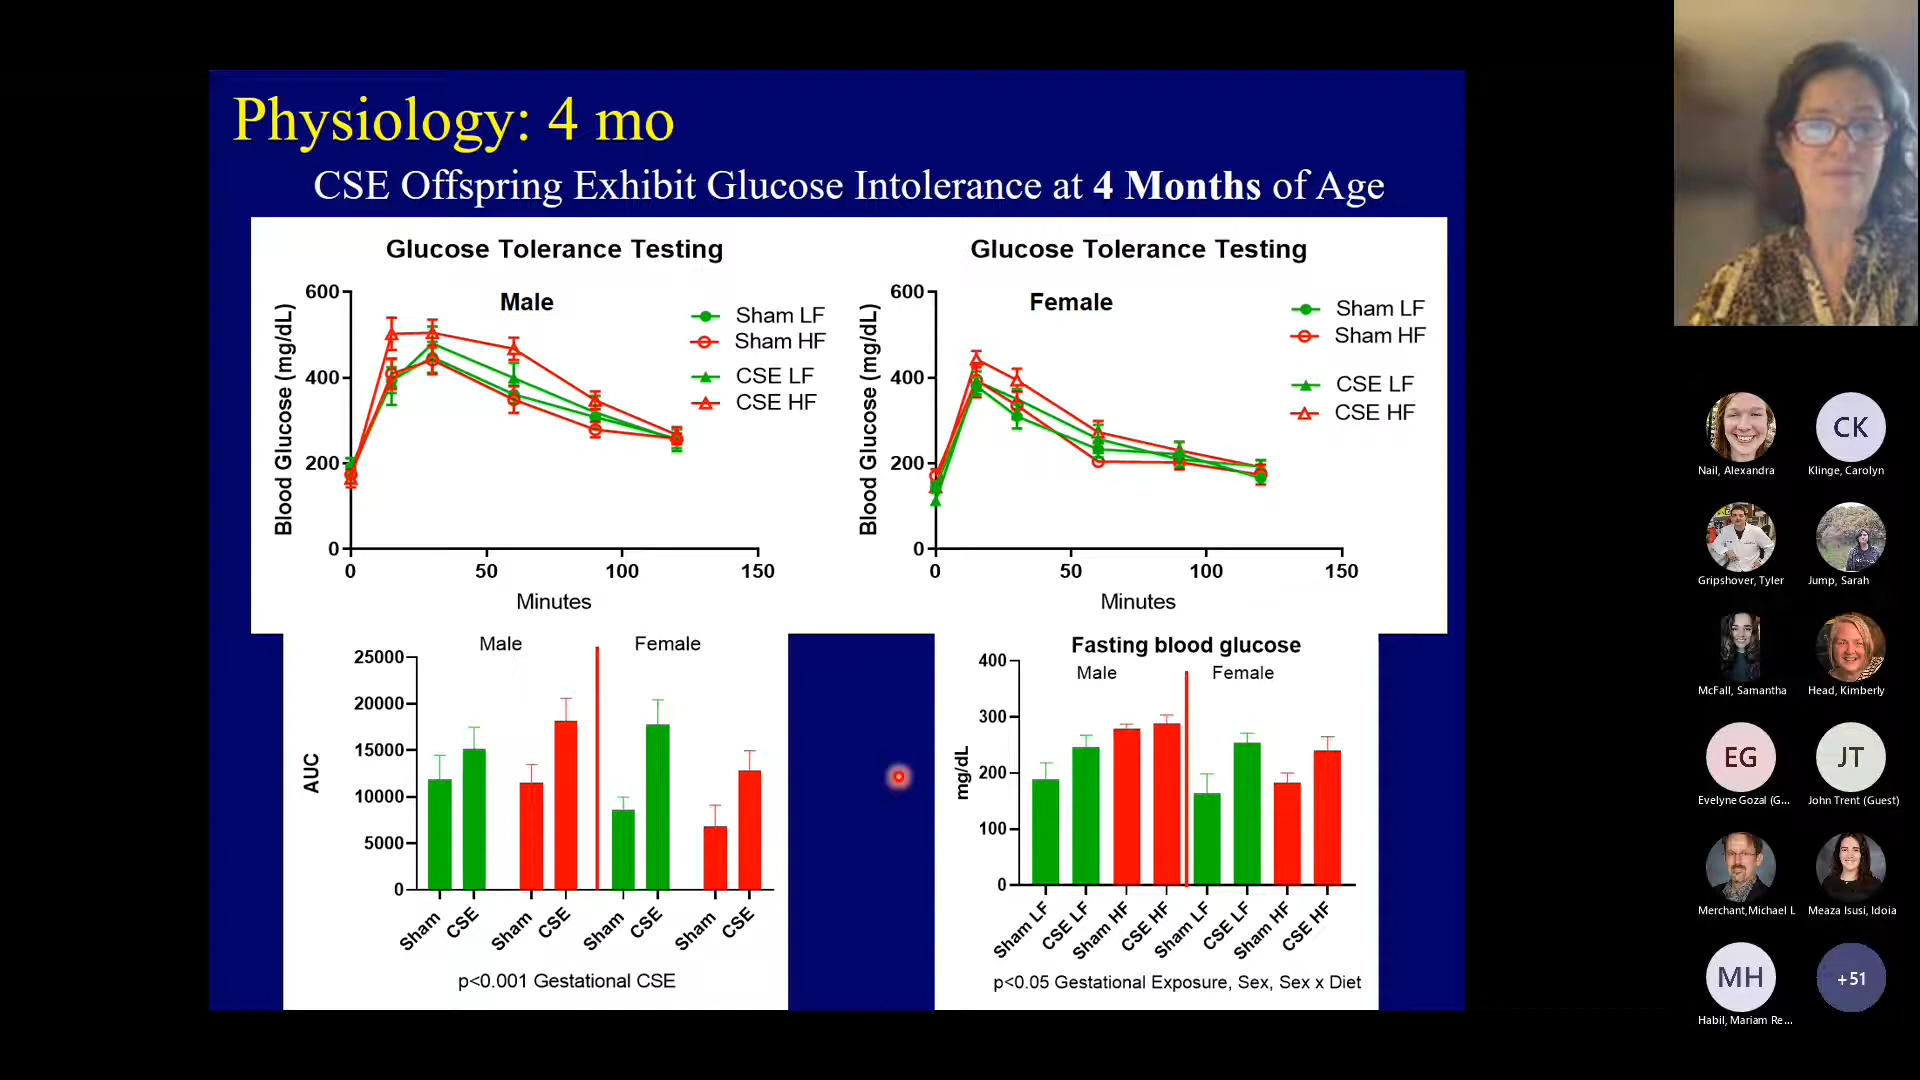 Physiology: 4 mo
CSE Offspring Exhibit Glucose Intolerance at 4 Months of Age
Glucose Tolerance Testing
Male
Blood Glucose (mg/dL)
600
400
200
0
0 50 100 150
Minutes
Sham LF
Sham HF
CSE LF
CSE HF
Glucose Tolerance Testing
Female
Blood Glucose (mg/dL)
600
400
200
0
0 50 100 150
Minutes
Sham LF
Sham HF
CSE LF
CSE HF
Male Female
AUC
25000
20000
15000
10000
5000
0
Sham CSE Sham CSE Sham CSE Sham CSE
p<0.001 Gestational CSE
Fasting blood glucose
Male Female
mg/dL
400
300
200
100
0
Sham LF CSE LF Sham HF CSE HF Sham LF CSE LF Sham HF CSE HF
p<0.05 Gestational Exposure, Sex, Sex x Diet
Nail, Alexandra
CK
Klinge, Carolyn
Gripshover, Tyler
Jump, Sarah
McFall, Samantha
Head, Kimberly
EG
Evelyne Gozal (G...
JT
John Trent (Guest)
Merchant,Michael L
Meaza Isusi, Idoia
MH
Habil, Mariam Re...
+51